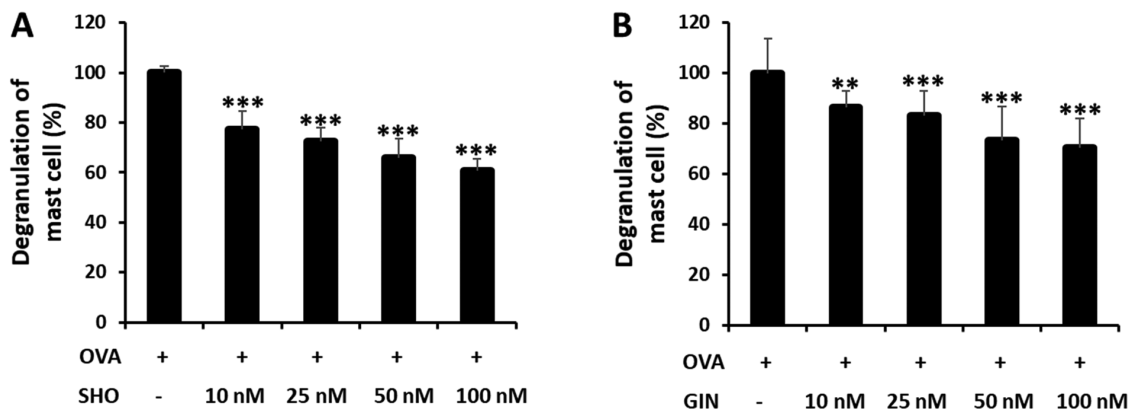 A
Degranulation of
mast cell (%)
120
100
80
60
40
20
0
*** *** *** ***
OVA + + + + +
SHO - 10 nM 25 nM 50 nM 100 nM
B
Degranulation of
mast cell (%)
120
100
80
60
40
20
0
** *** *** ***
OVA + + + + +
GIN - 10 nM 25 nM 50 nM 100 nM